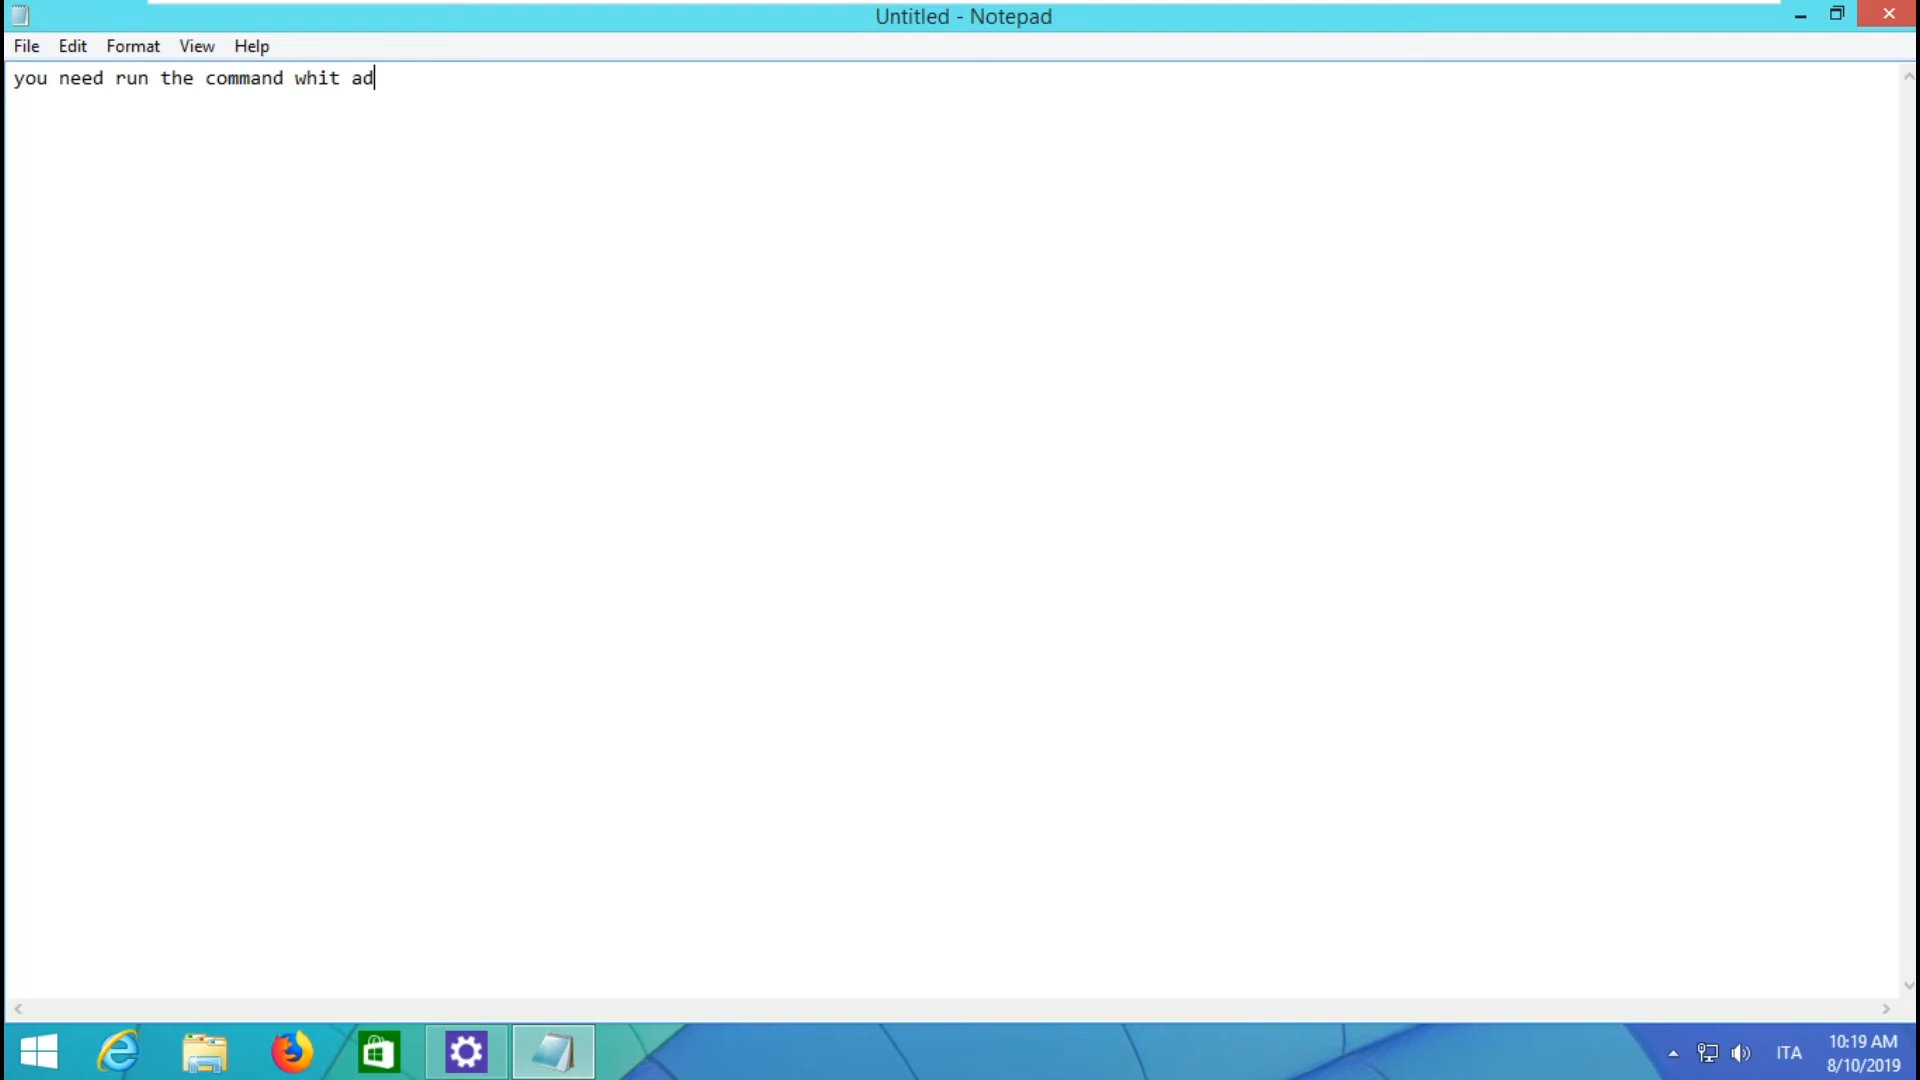 Untitled - Notepad
File Edit Format View Help
you need run the command whit ad
ITA
10:19 AM
8/10/2019